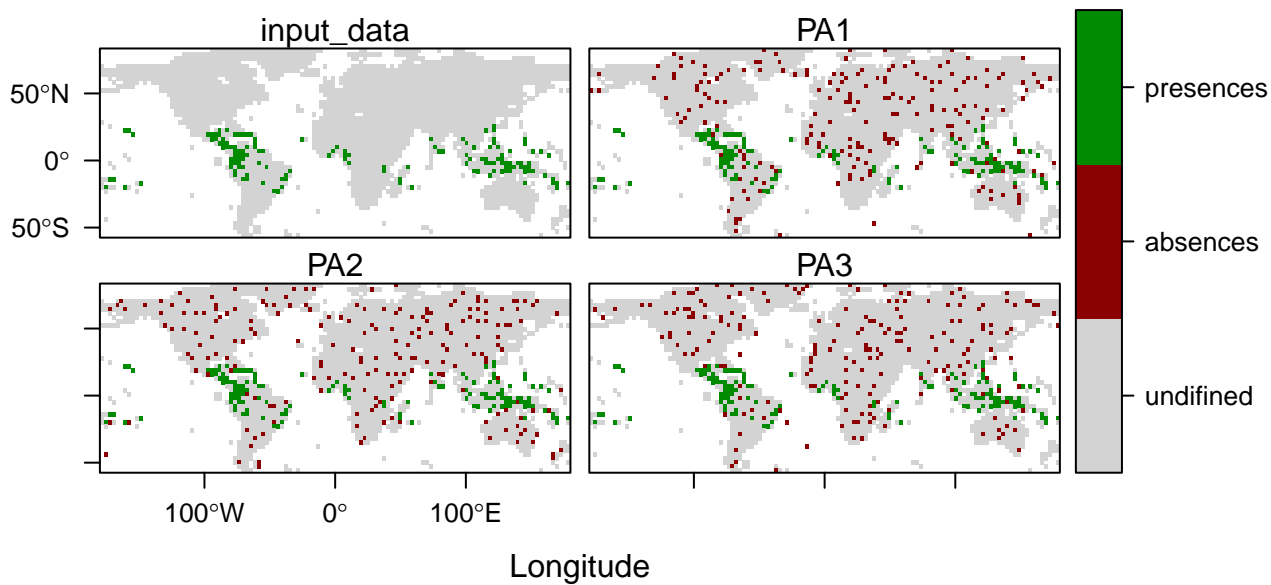 input_data
PA1
50°N
0°
50°S
PA2
PA3
100°W
0°
100°E
Longitude
presences
absences
undifined